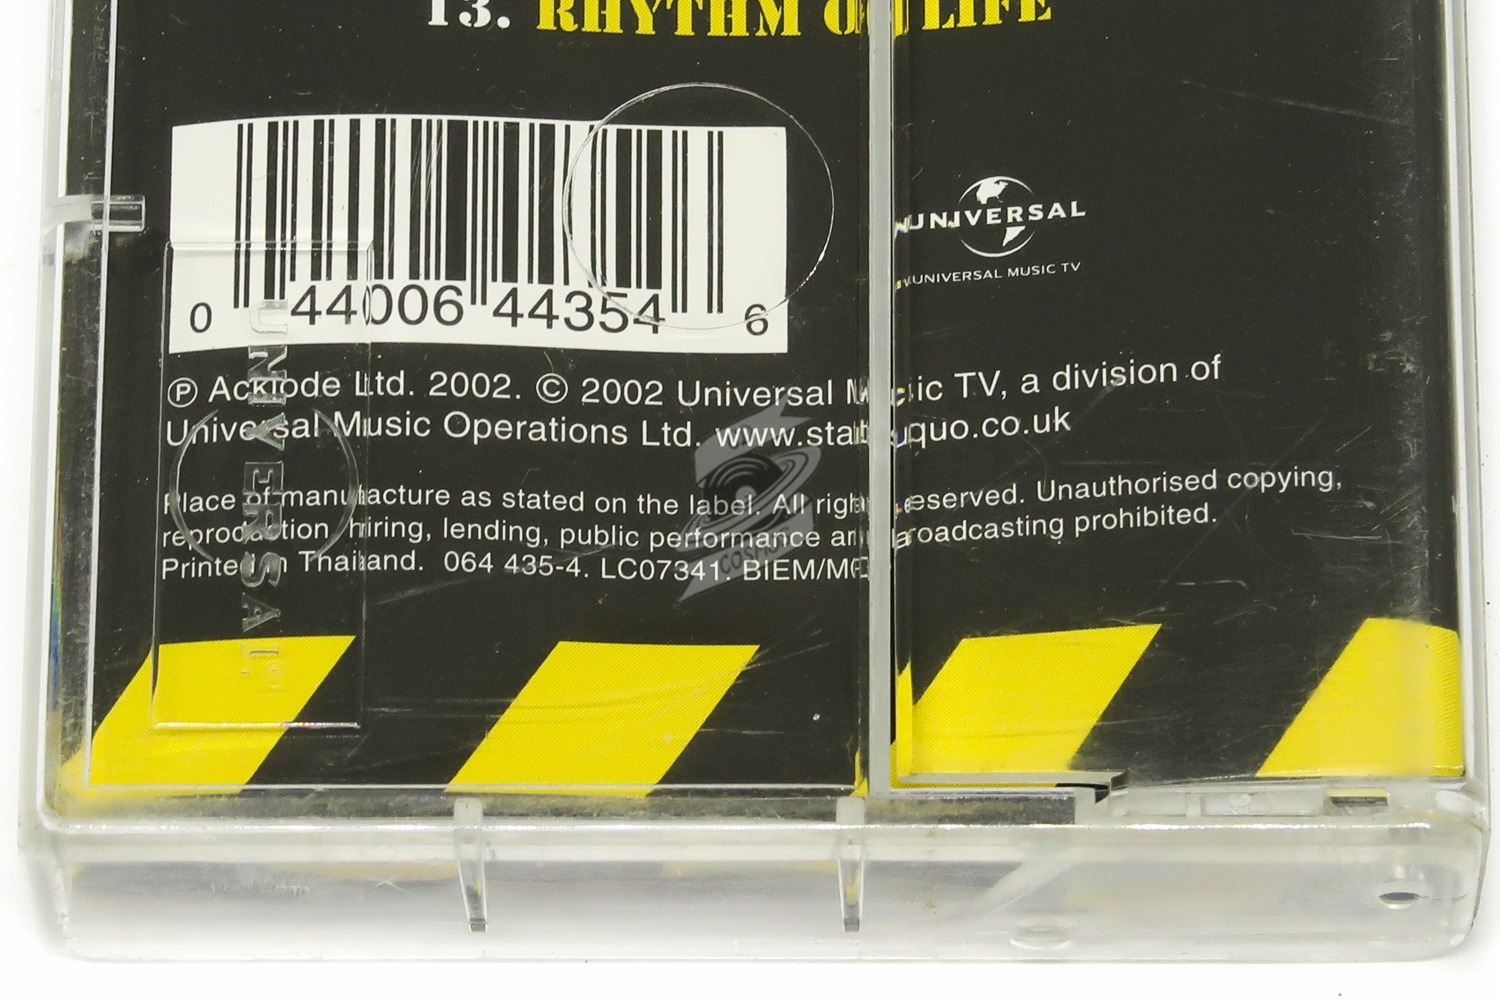 13. RHYTHM OF LIFE
UNIVERSAL
UNIVERSAL MUSIC TV
0 44006 44354 6
℗ Ackiode Ltd. 2002. © 2002 Universal Music TV, a division of
Universal Music Operations Ltd. www.statusquo.co.uk
Place of manufacture as stated on the label. All rights reserved. Unauthorised copying,
reproduction hiring, lending, public performance and broadcasting prohibited.
Printed in Thailand. 064 435-4. LC07341. BIEM/MC
UNIVERSAL
COSMOS